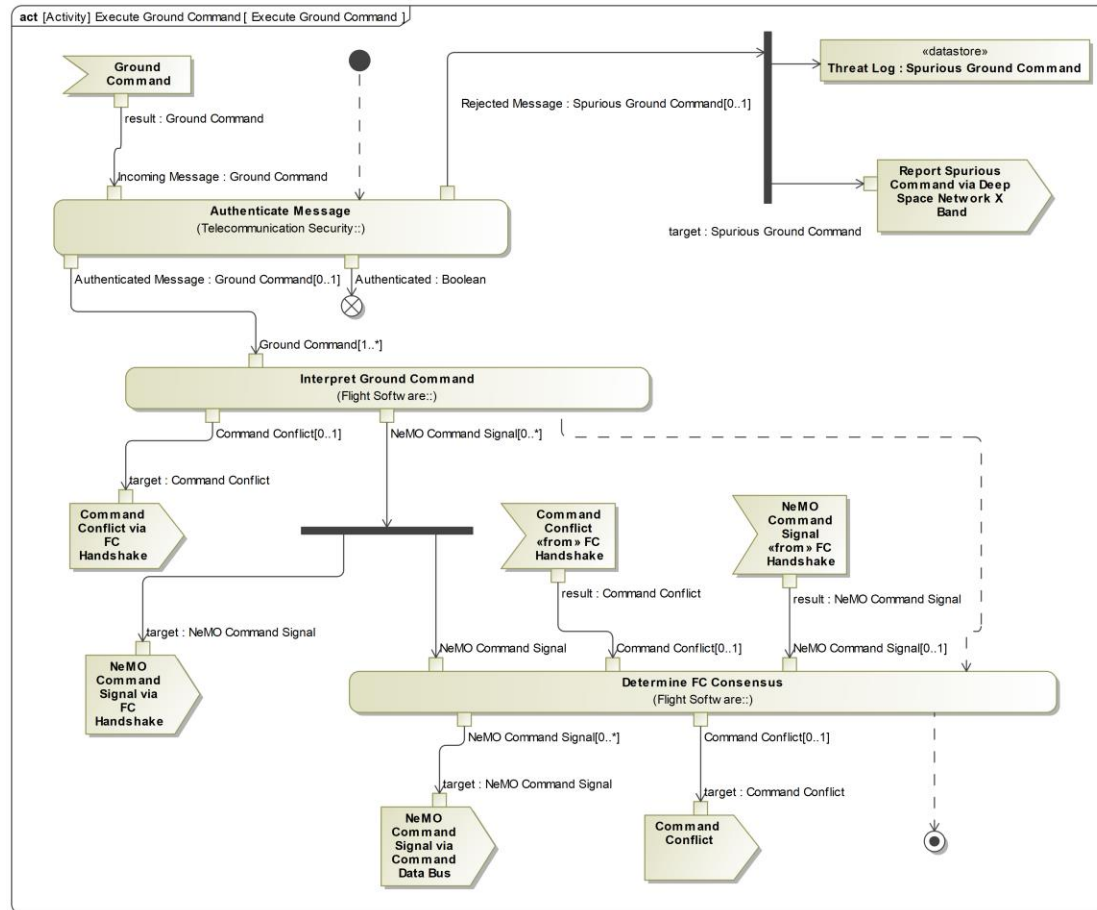 act [Activity] Execute Ground Command [ Execute Ground Command ]
Ground
Command
result : Ground Command
Incoming Message : Ground Command
Rejected Message : Spurious Ground Command[0..1]
«datastore»
Threat Log : Spurious Ground Command
Report Spurious
Command via Deep
Space Network X
Band
target : Spurious Ground Command
Authenticate Message
(Telecommunication Security::)
Authenticated Message : Ground Command[0..1]
Authenticated : Boolean
Ground Command[1..*]
Interpret Ground Command
(Flight Software::)
Command Conflict[0..1]
NeMO Command Signal[0..*]
target : Command Conflict
Command
Conflict via
FC
Handshake
Command
Conflict
«from» FC
Handshake
NeMO
Command
Signal
«from» FC
Handshake
result : Command Conflict
result : NeMO Command Signal
target : NeMO Command Signal
NeMO
Command
Signal via
FC
Handshake
NeMO Command Signal
Command Conflict[0..1]
NeMO Command Signal[0..1]
Determine FC Consensus
(Flight Software::)
NeMO Command Signal[0..*]
Command Conflict[0..1]
target : NeMO Command Signal
target : Command Conflict
NeMO
Command
Signal via
Command
Data Bus
Command
Conflict